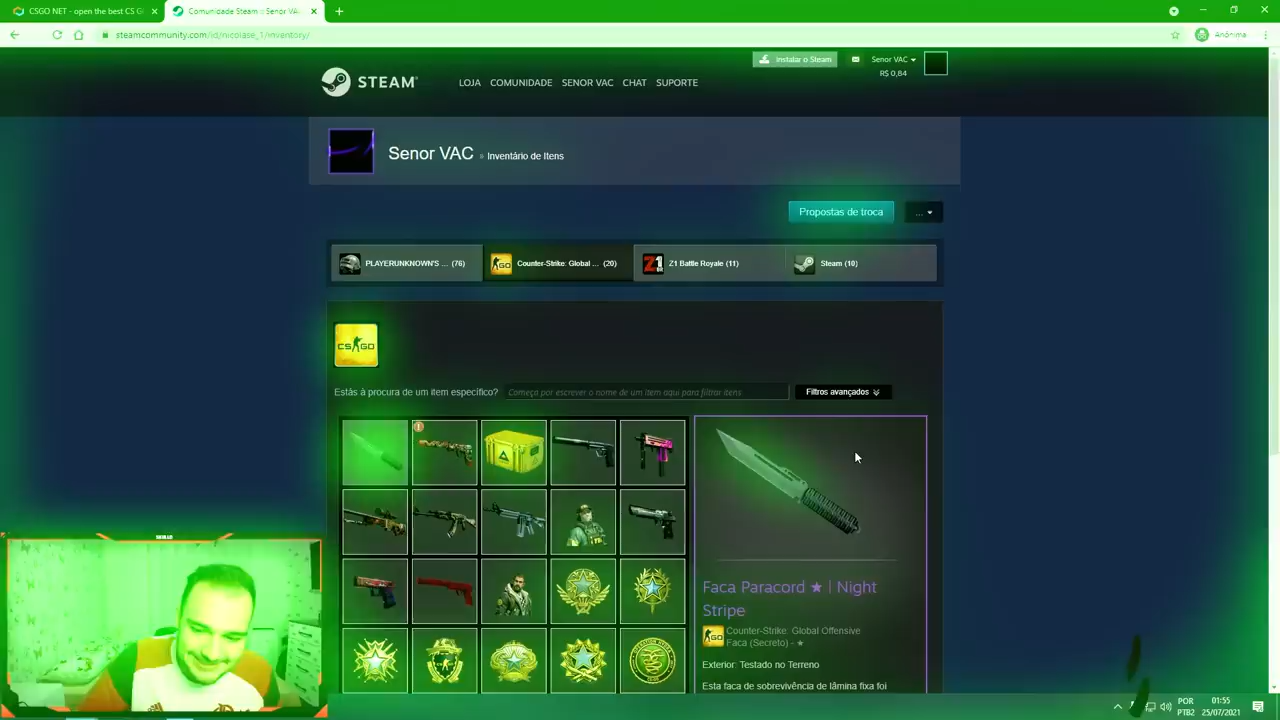 CSGO NET - open the best CS G
Comunidade Steam :: Senor VA
steamcommunity.com/id/nicolase_1/inventory/
Anônima
Instalar o Steam
Senor VAC
R$ 0,84
STEAM
LOJA COMUNIDADE SENOR VAC CHAT SUPORTE
Senor VAC » Inventário de Itens
Propostas de troca
...
PLAYERUNKNOWN'S ... (76)
Counter-Strike: Global ... (20)
Z1 Battle Royale (11)
Steam (10)
CS GO
Estás à procura de um item específico?
Começa por escrever o nome de um item aqui para filtrar itens
Filtros avançados
Faca Paracord ★ | Night
Stripe
Counter-Strike: Global Offensive
Faca (Secreto) - ★
Exterior: Testado no Terreno
Esta faca de sobrevivência de lâmina fixa foi
POR
PTB2
01:55
25/07/2021